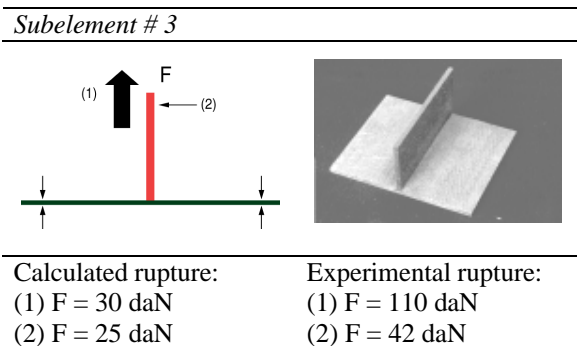 Subelement # 3
F
(1)
(2)
Calculated rupture:
(1) F = 30 daN
(2) F = 25 daN
Experimental rupture:
(1) F = 110 daN
(2) F = 42 daN